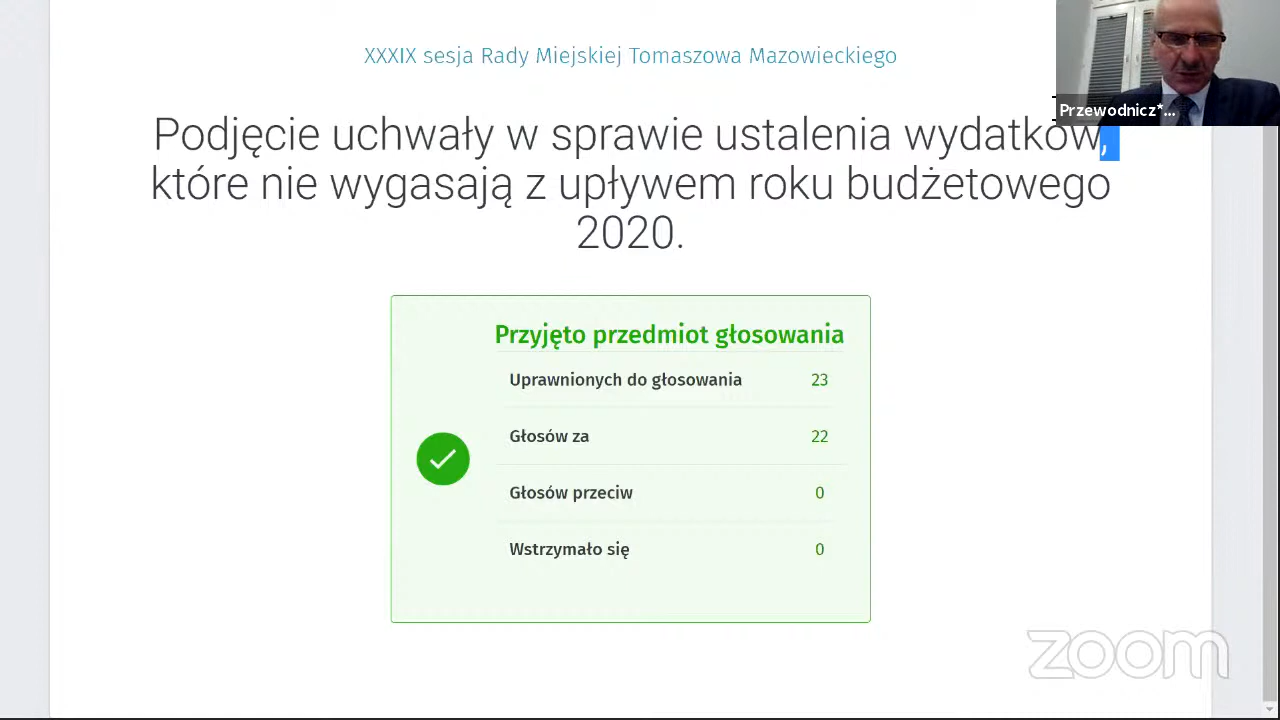 XXXIX sesja Rady Miejskiej Tomaszowa Mazowieckiego
Przewodnicz*...
Podjęcie uchwały w sprawie ustalenia wydatków,
które nie wygasają z upływem roku budżetowego
2020.
Przyjęto przedmiot głosowania
Uprawnionych do głosowania 23
Głosów za 22
Głosów przeciw 0
Wstrzymało się 0
zoom